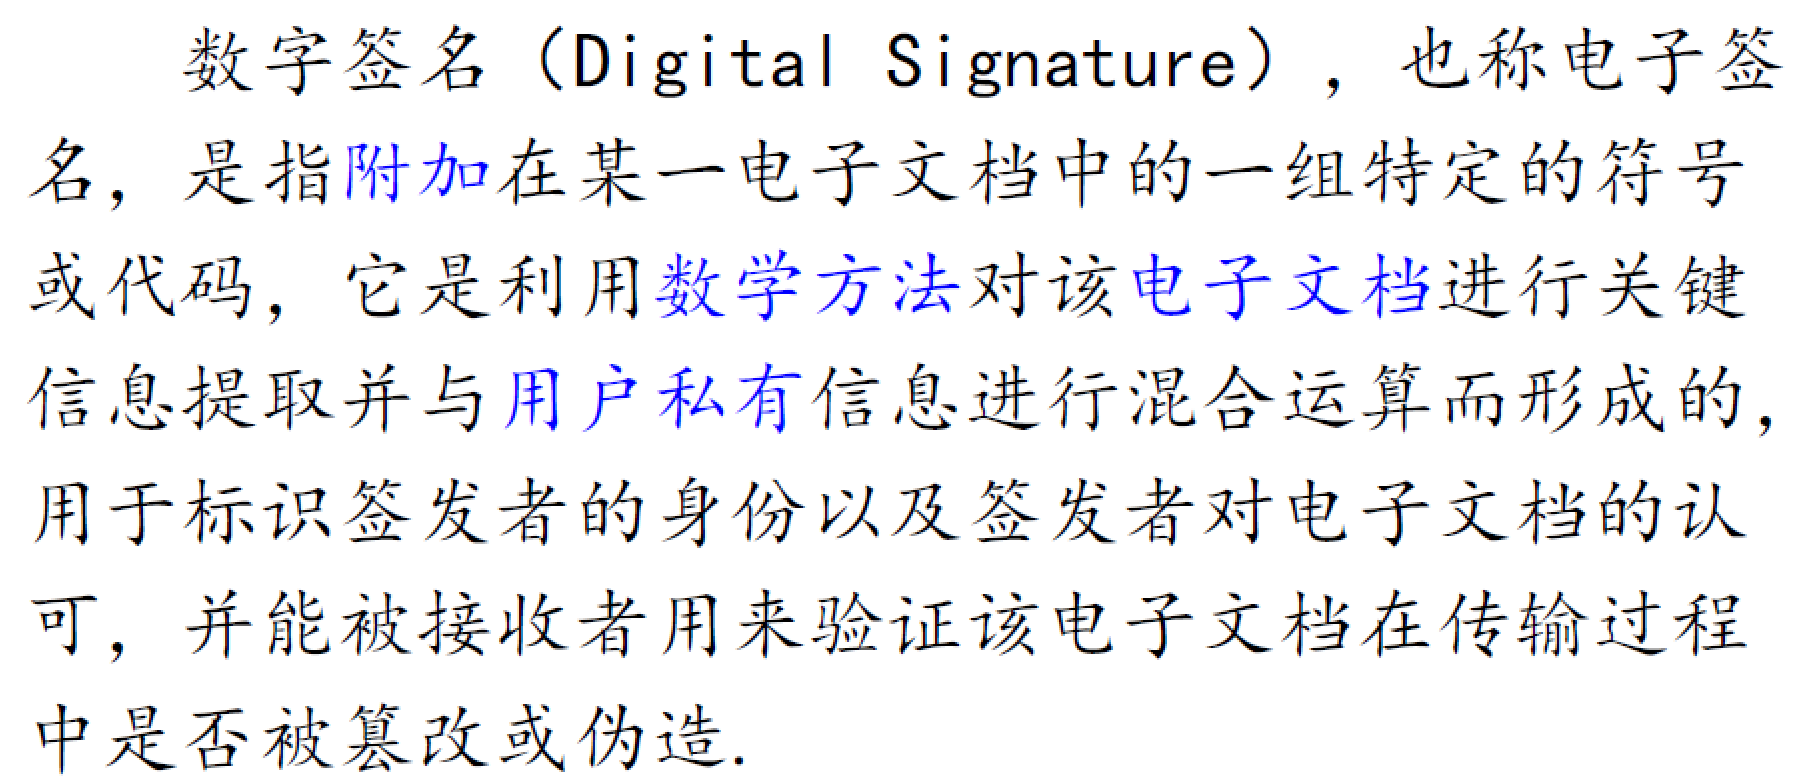 数字签名（Digital Signature），也称电子签
名，是指附加在某一电子文档中的一组特定的符号
或代码，它是利用数学方法对该电子文档进行关键
信息提取并与用户私有信息进行混合运算而形成的，
用于标识签发者的身份以及签发者对电子文档的认
可，并能被接收者用来验证该电子文档在传输过程
中是否被篡改或伪造.